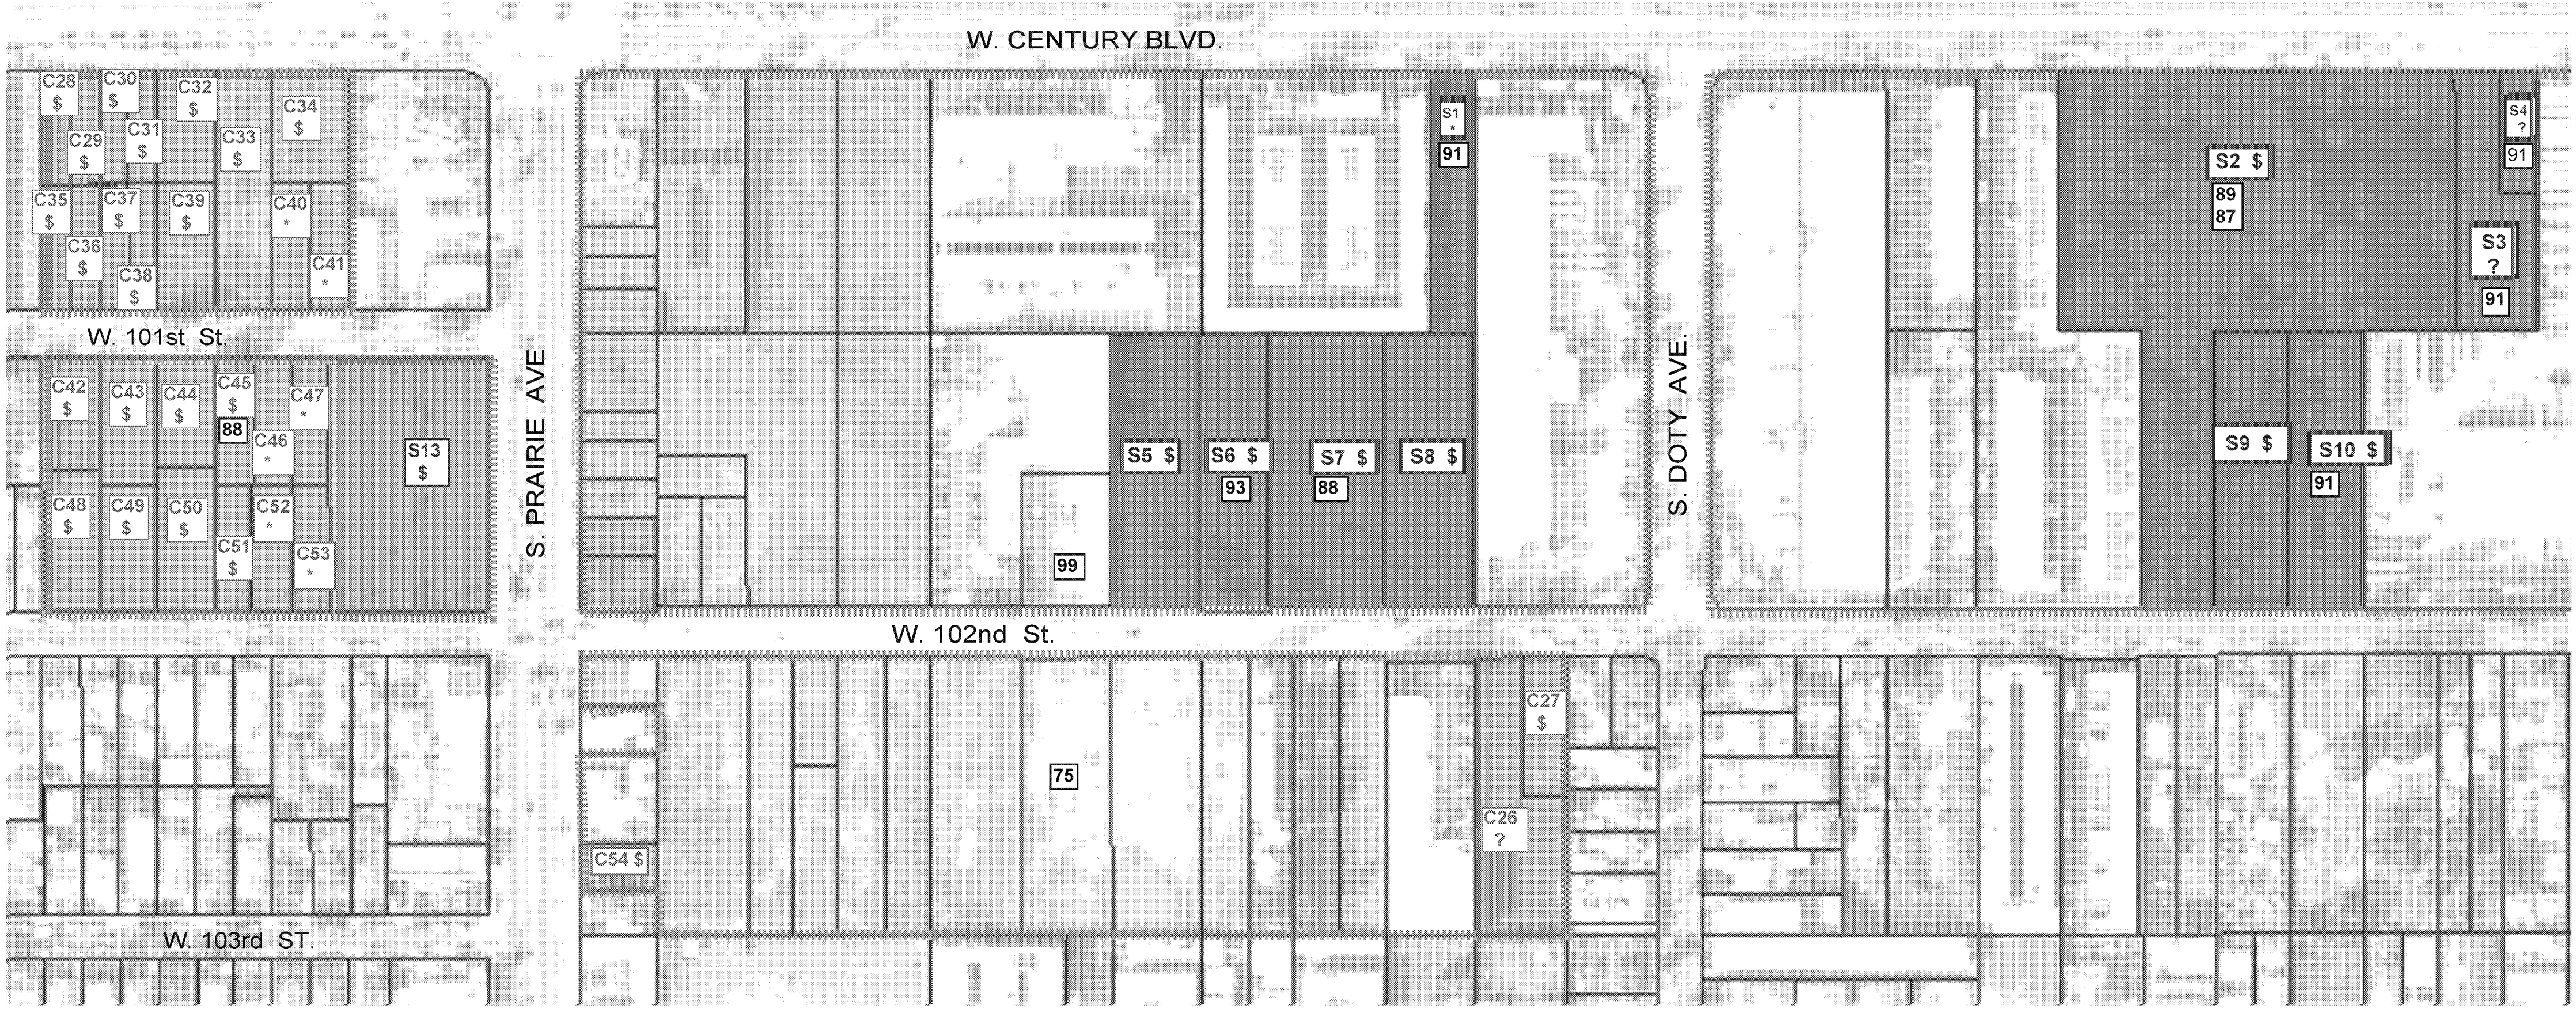 W. CENTURY BLVD.
C28
$
C30
$
C32
$
C34
$
C29
$
C31
$
C33
$
C35
$
C37
$
C39
$
C40
*
C36
$
C38
$
C41
*
S1
*
91
S2 $
89
87
S4
?
91
S3
?
91
W. 101st St.
S. PRAIRIE AVE
S. DOTY AVE.
C42
$
C43
$
C44
$
C45
$
88
C46
*
C47
*
S13
$
C48
$
C49
$
C50
$
C51
$
C52
*
C53
*
S5 $
S6 $
93
S7 $
88
S8 $
S9 $
S10 $
91
99
W. 102nd St.
C27
$
75
C26
?
C54 $
W. 103rd ST.